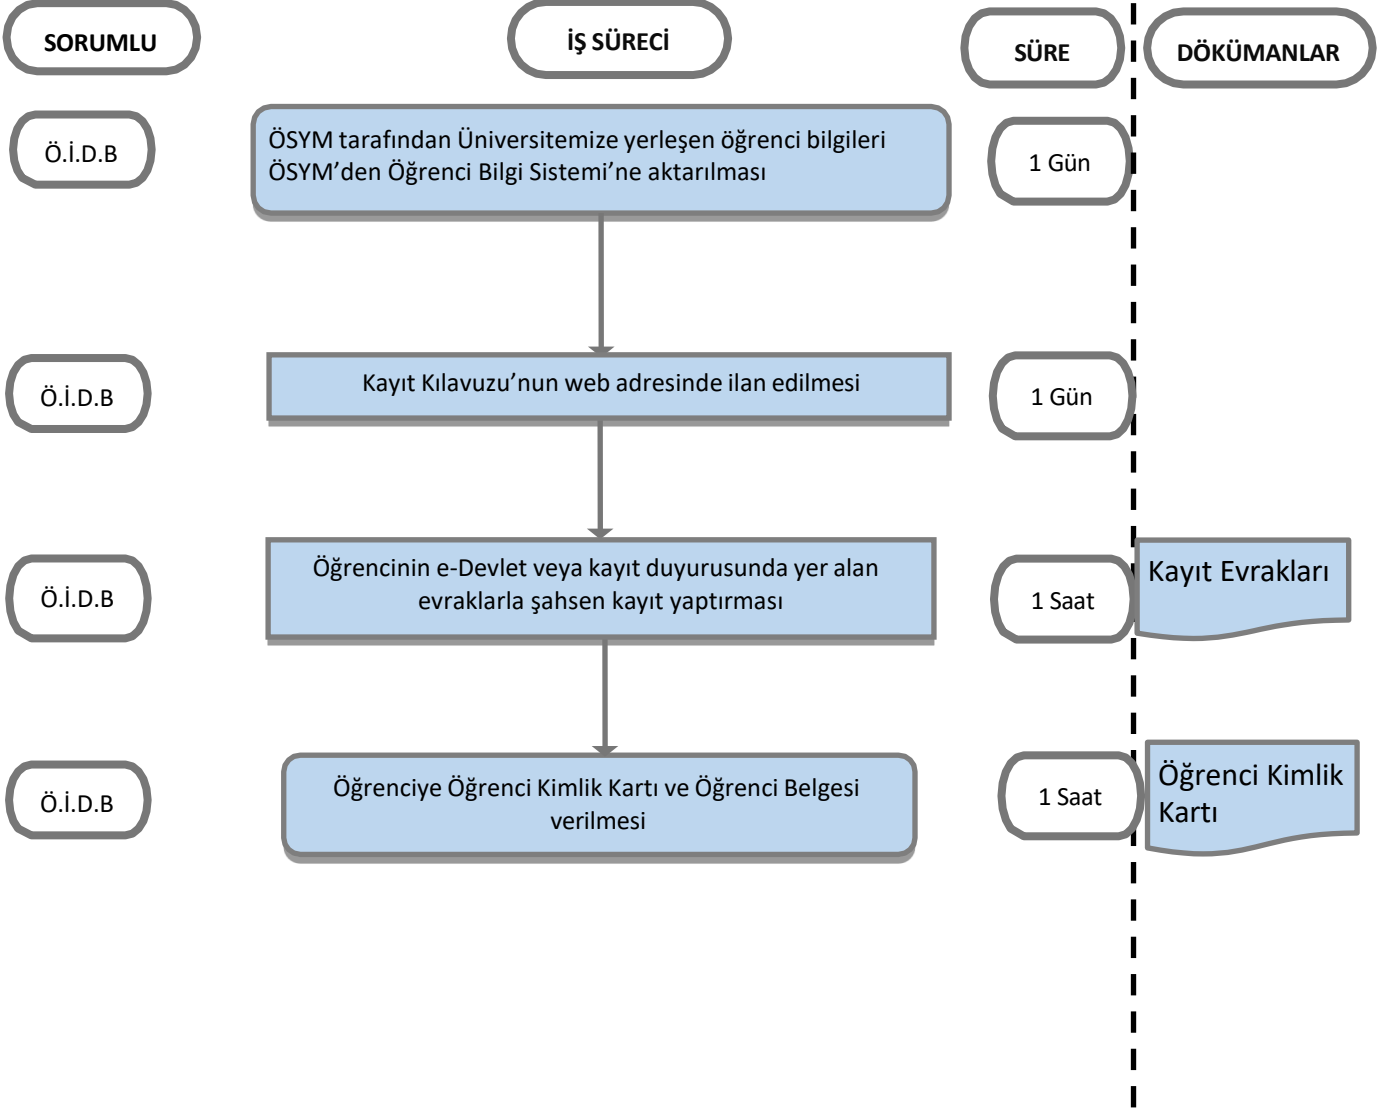 SORUMLU
İŞ SÜRECİ
SÜRE
DÖKÜMANLAR
Ö.İ.D.B
ÖSYM tarafından Üniversitemize yerleşen öğrenci bilgileri
ÖSYM’den Öğrenci Bilgi Sistemi’ne aktarılması
1 Gün
Ö.İ.D.B
Kayıt Kılavuzu’nun web adresinde ilan edilmesi
1 Gün
Ö.İ.D.B
Öğrencinin e-Devlet veya kayıt duyurusunda yer alan
evraklarla şahsen kayıt yaptırması
1 Saat
Kayıt Evrakları
Ö.İ.D.B
Öğrenciye Öğrenci Kimlik Kartı ve Öğrenci Belgesi
verilmesi
1 Saat
Öğrenci Kimlik
Kartı